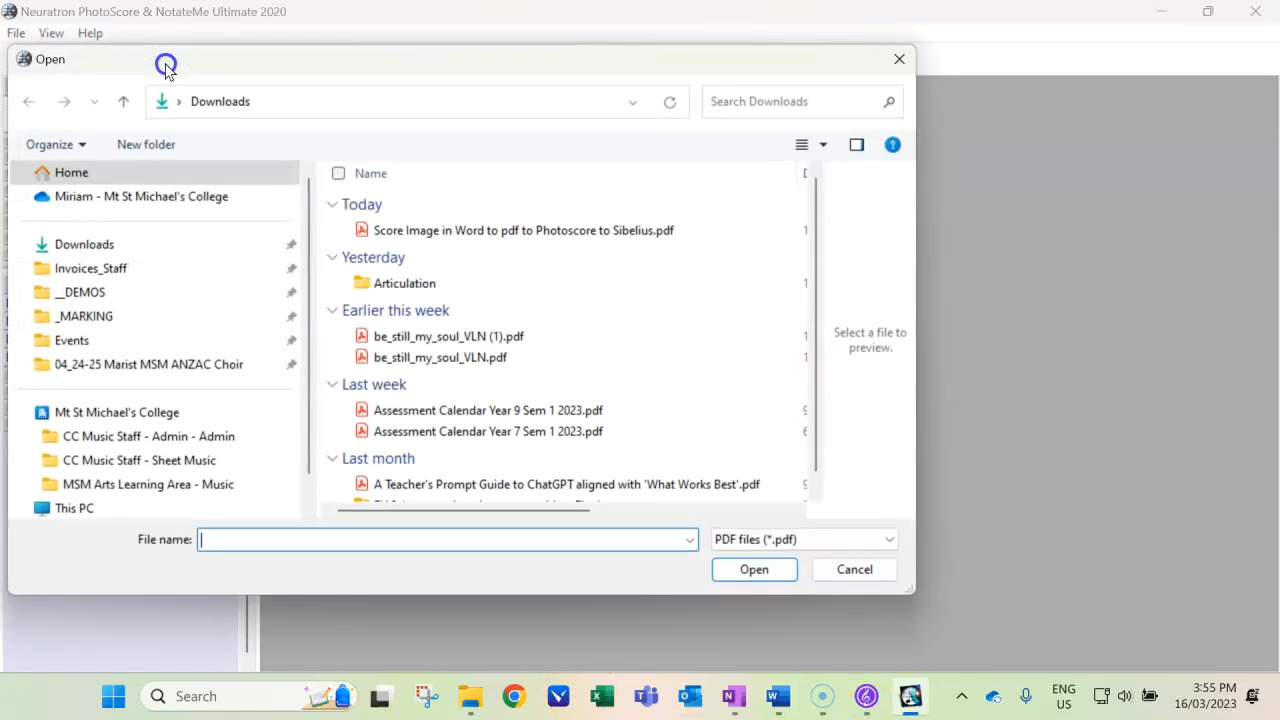 Neuratron PhotoScore & NotateMe Ultimate 2020
File View Help
Open
Downloads
Search Downloads
Organize
New folder
Home
Miriam - Mt St Michael's College
Downloads
Invoices_Staff
__DEMOS
_MARKING
Events
04_24-25 Marist MSM ANZAC Choir
Mt St Michael's College
CC Music Staff - Admin - Admin
CC Music Staff - Sheet Music
MSM Arts Learning Area - Music
This PC
Name
Today
Score Image in Word to pdf to Photoscore to Sibelius.pdf
Yesterday
Articulation
Earlier this week
be_still_my_soul_VLN (1).pdf
be_still_my_soul_VLN.pdf
Last week
Assessment Calendar Year 9 Sem 1 2023.pdf
Assessment Calendar Year 7 Sem 1 2023.pdf
Last month
A Teacher's Prompt Guide to ChatGPT aligned with 'What Works Best'.pdf
Select a file to
preview.
File name:
PDF files (*.pdf)
Open
Cancel
Search
ENG
US
3:55 PM
16/03/2023